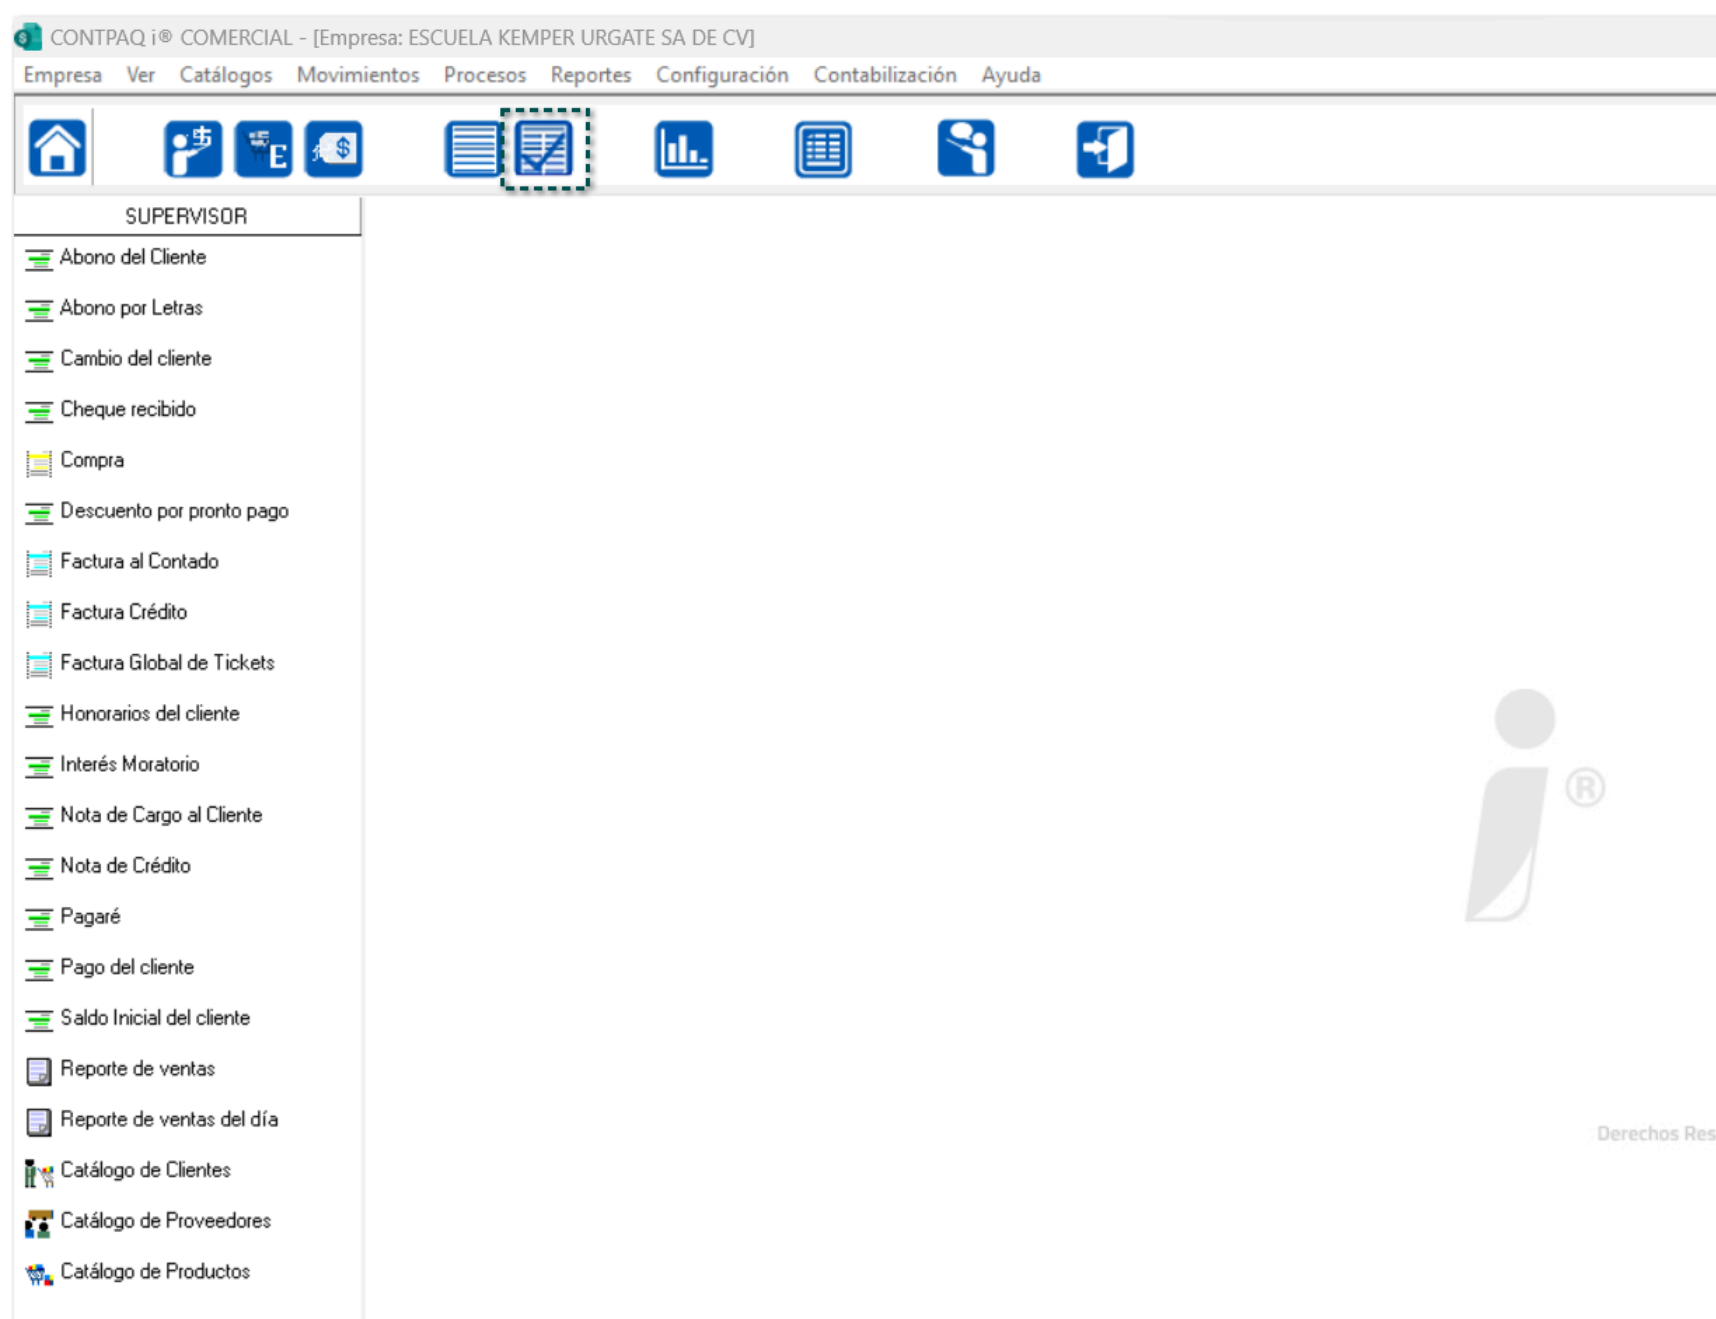 CONTPAQ i® COMERCIAL - [Empresa: ESCUELA KEMPER URGATE SA DE CV]
Empresa Ver Catálogos Movimientos Procesos Reportes Configuración Contabilización Ayuda
SUPERVISOR
Abono del Cliente
Abono por Letras
Cambio del cliente
Cheque recibido
Compra
Descuento por pronto pago
Factura al Contado
Factura Crédito
Factura Global de Tickets
Honorarios del cliente
Interés Moratorio
Nota de Cargo al Cliente
Nota de Crédito
Pagaré
Pago del cliente
Saldo Inicial del cliente
Reporte de ventas
Reporte de ventas del día
Catálogo de Clientes
Catálogo de Proveedores
Catálogo de Productos
i®
Derechos Res